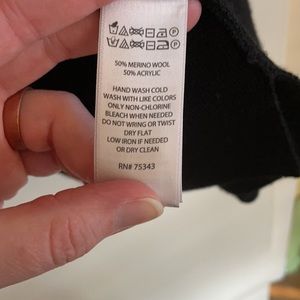 50% MERINO WOOL
50% ACRYLIC
HAND WASH COLD
WASH WITH LIKE COLORS
ONLY NON-CHLORINE
BLEACH WHEN NEEDED
DO NOT WRING OR TWIST
DRY FLAT
LOW IRON IF NEEDED
OR DRY CLEAN
RN# 75343